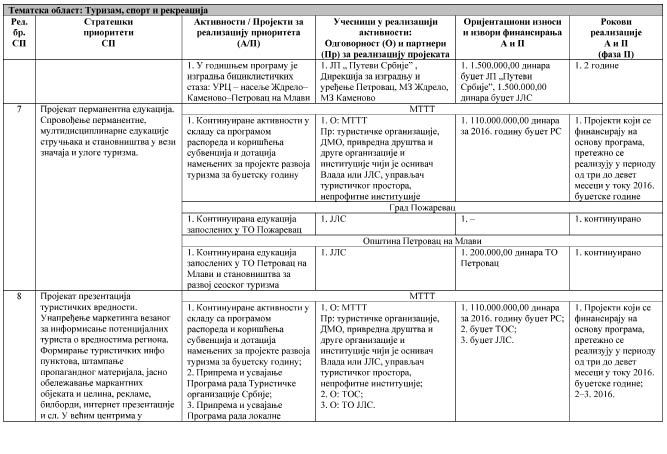 Тематска област: Туризам, спорт и рекреација
Рел. бр. СП
Стратешки приоритети СП
Активности / Пројекти за реализацију приоритета (А/П)
Учесници у реализацији активности: Одговорност (О) и партнери (Пр) за реализацију пројеката
Оријентациони износи и извори финансирања А и П
Рокови реализације А и П (фаза II)
1. У годишњем програму је
изградња бициклистичких
стаза: УРЦ – насеље Ждрело–
Каменово–Петровац на Млави
1. ЈП „ Путеви Србије” ,
Дирекција за изградњу и
уређење Петровац, МЗ Ждрело,
МЗ Каменово
1. 1.500.000,00 динара
буџет ЈП „Путеви
Србије”, 1.500.000,00
динара буџет ЈЛС
1. 2 године
7
Пројекат перманентна едукација.
Спровођење перманентне,
мултидисциплинарне едукације
стручњака и становништва у вези
значаја и улоге туризма.
МТТТ
1. Континуиране активности у
складу са програмом
распореда и коришћења
субвенција и дотација
намењених за пројекте развоја
туризма за буџетску годину
1. О: МТТТ
Пр: туристичке организације,
ДМО, привредна друштва и
друге организације и
институције чији је оснивач
Влада или ЈЛС, управљач
туристичког простора,
непрофитне институције
1. 110.000.000,00 динара
за 2016. годину буџет РС
1. Пројекти који се
финансирају на
основу програма,
претежно се
реализују у периоду
од три до девет
месеци у току 2016.
буџетске године
Град Пожаревац
1. Континуирана едукација
запослених у ТО Пожаревац
1. ЈЛС
1. –
1. континуирано
Општина Петровац на Млави
1. Континуирана едукација
запослених у ТО Петровац на
Млави и становништва за
развој сеоског туризма
1. ЈЛС
1. 200.000,00 динара ТО
Петровац
1. континуирано
8
Пројекат презентација
туристичких вредности.
Унапређење маркетинга везаног
за информисање потенцијалних
туриста о вредностима региона.
Формирање туристичких инфо
пунктова, штампање
пропагандног материјала, јасно
обележавање маркантних
објеката и целина, рекламе,
билборди, интернет презентације
и сл. У већим центрима у
МТТТ
1. Континуиране активности у
складу са програмом
распореда и коришћења
субвенција и дотација
намењених за пројекте развоја
туризма за буџетску годину;
2. Припрема и усвајање
Програма рада Туристичке
организације Србије;
3. Припрема и усвајање
Програма рада локалне
1. О: МТТТ
Пр: туристичке организације,
ДМО, привредна друштва и
друге организације и
институције чији је оснивач
Влада или ЈЛС, управљач
туристичког простора,
непрофитне институције;
2. О: ТОС;
3. О: ТО ЈЛС.
1. 110.000.000,00 динара
за 2016. годину буџет РС;
2. буџет ТОС;
3. буџет ЈЛС.
1. Пројекти који се
финансирају на
основу програма,
претежно се
реализују у периоду
од три до девет
месеци у току 2016.
буџетске године;
2–3. 2016.